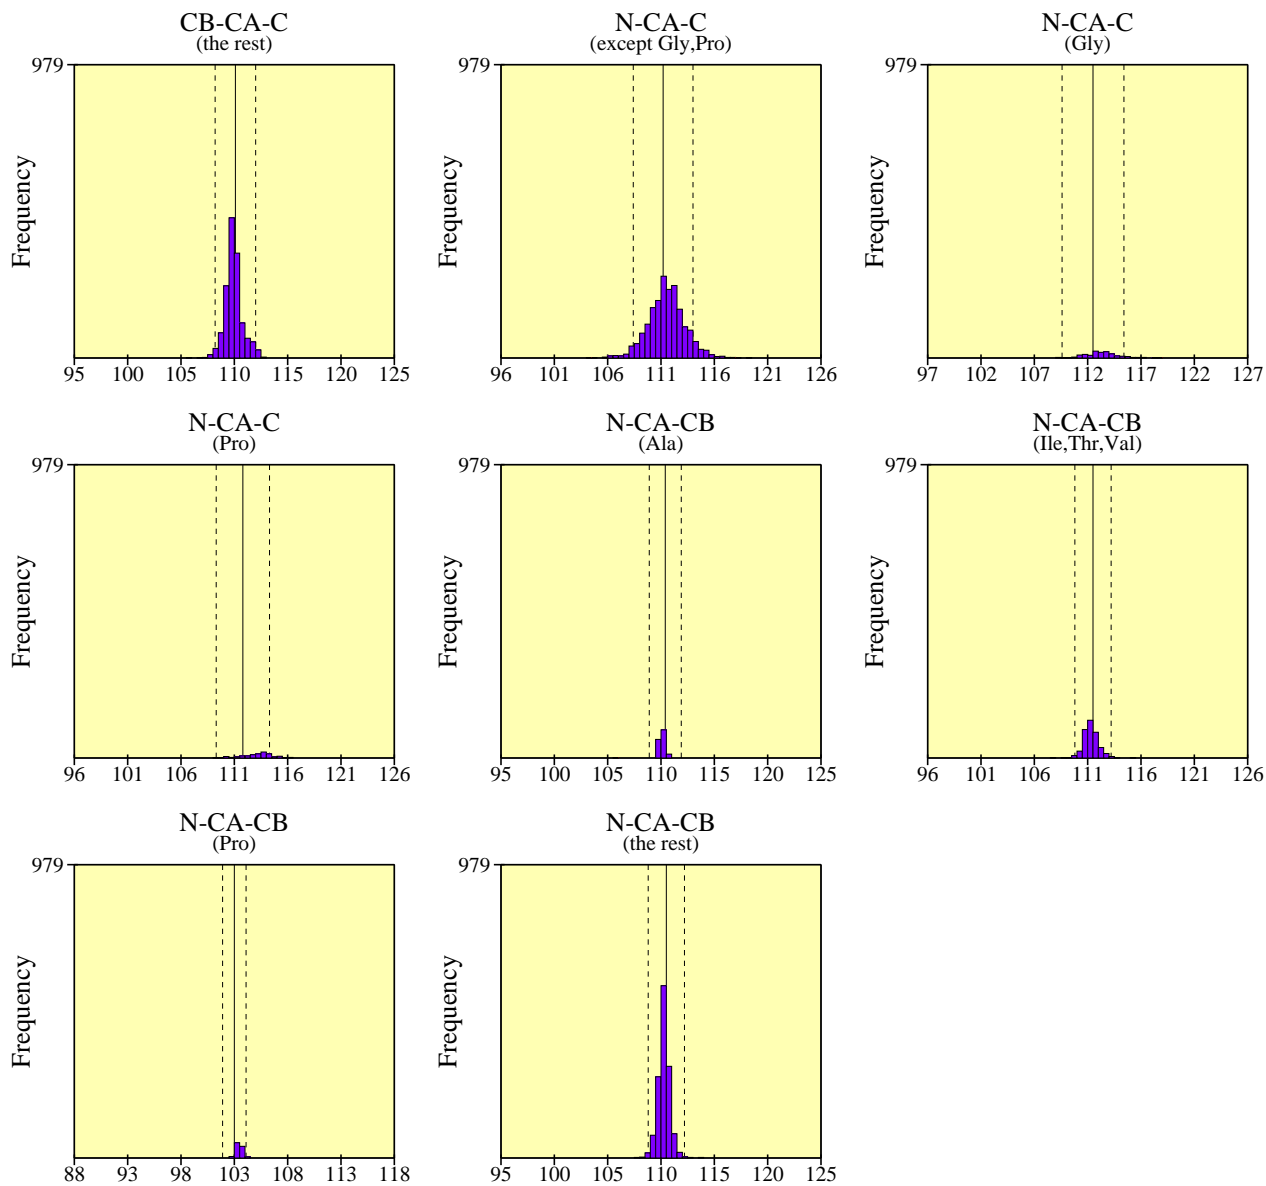 CB-CA-C
(the rest)
979
Frequency
95 100 105 110 115 120 125
N-CA-C
(except Gly,Pro)
979
Frequency
96 101 106 111 116 121 126
N-CA-C
(Gly)
979
Frequency
97 102 107 112 117 122 127
N-CA-C
(Pro)
979
Frequency
96 101 106 111 116 121 126
N-CA-CB
(Ala)
979
Frequency
95 100 105 110 115 120 125
N-CA-CB
(Ile,Thr,Val)
979
Frequency
96 101 106 111 116 121 126
N-CA-CB
(Pro)
979
Frequency
88 93 98 103 108 113 118
N-CA-CB
(the rest)
979
Frequency
95 100 105 110 115 120 125